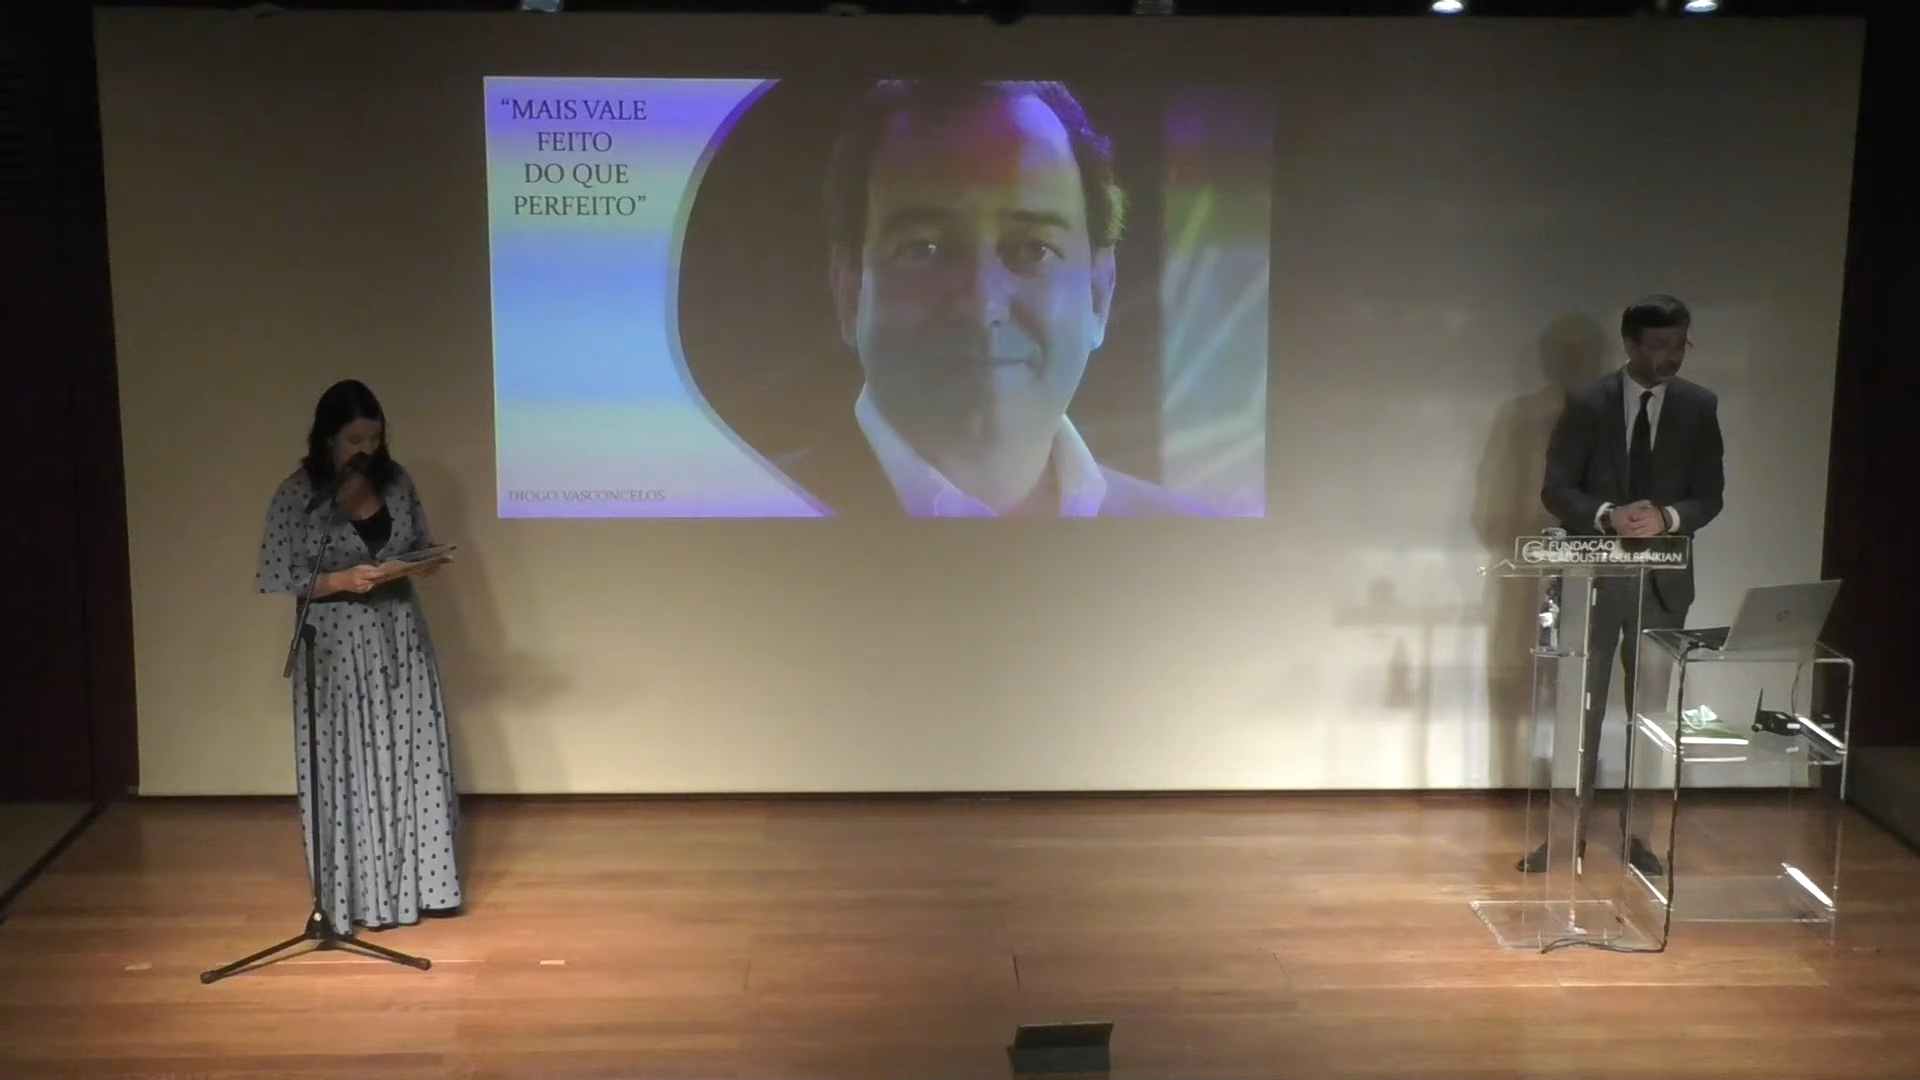 “MAIS VALE
FEITO
DO QUE
PERFEITO”
DIOGO VASCONCELOS
FUNDAÇÃO
CALOUSTE GULBENKIAN